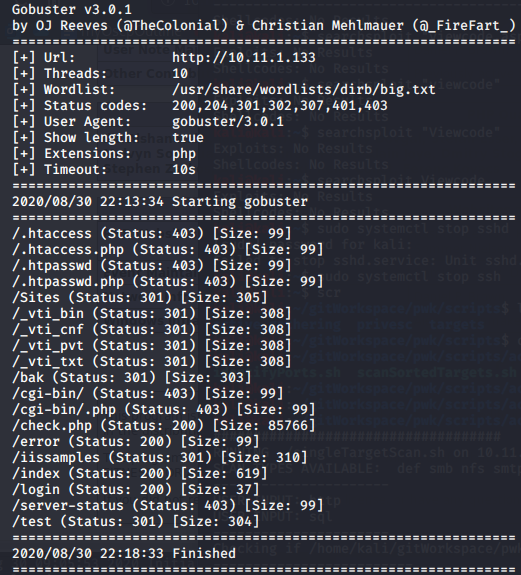 Gobuster v3.0.1
by OJ Reeves (@TheColonial) & Christian Mehlmauer (@_FireFart_)
===============================================================
[+] Url:            http://10.11.1.133
[+] Threads:        10
[+] Wordlist:       /usr/share/wordlists/dirb/big.txt
[+] Status codes:   200,204,301,302,307,401,403
[+] User Agent:     gobuster/3.0.1
[+] Show length:    true
[+] Extensions:     php
[+] Timeout:        10s
===============================================================
2020/08/30 22:13:34 Starting gobuster
===============================================================
/.htaccess (Status: 403) [Size: 99]
/.htaccess.php (Status: 403) [Size: 99]
/.htpasswd (Status: 403) [Size: 99]
/.htpasswd.php (Status: 403) [Size: 99]
/Sites (Status: 301) [Size: 305]
/_vti_bin (Status: 301) [Size: 308]
/_vti_cnf (Status: 301) [Size: 308]
/_vti_pvt (Status: 301) [Size: 308]
/_vti_txt (Status: 301) [Size: 308]
/bak (Status: 301) [Size: 303]
/cgi-bin/ (Status: 403) [Size: 99]
/cgi-bin/.php (Status: 403) [Size: 99]
/check.php (Status: 200) [Size: 85766]
/error (Status: 200) [Size: 99]
/iissamples (Status: 301) [Size: 310]
/index (Status: 200) [Size: 619]
/login (Status: 200) [Size: 37]
/server-status (Status: 403) [Size: 99]
/test (Status: 301) [Size: 304]
===============================================================
2020/08/30 22:18:33 Finished
===============================================================